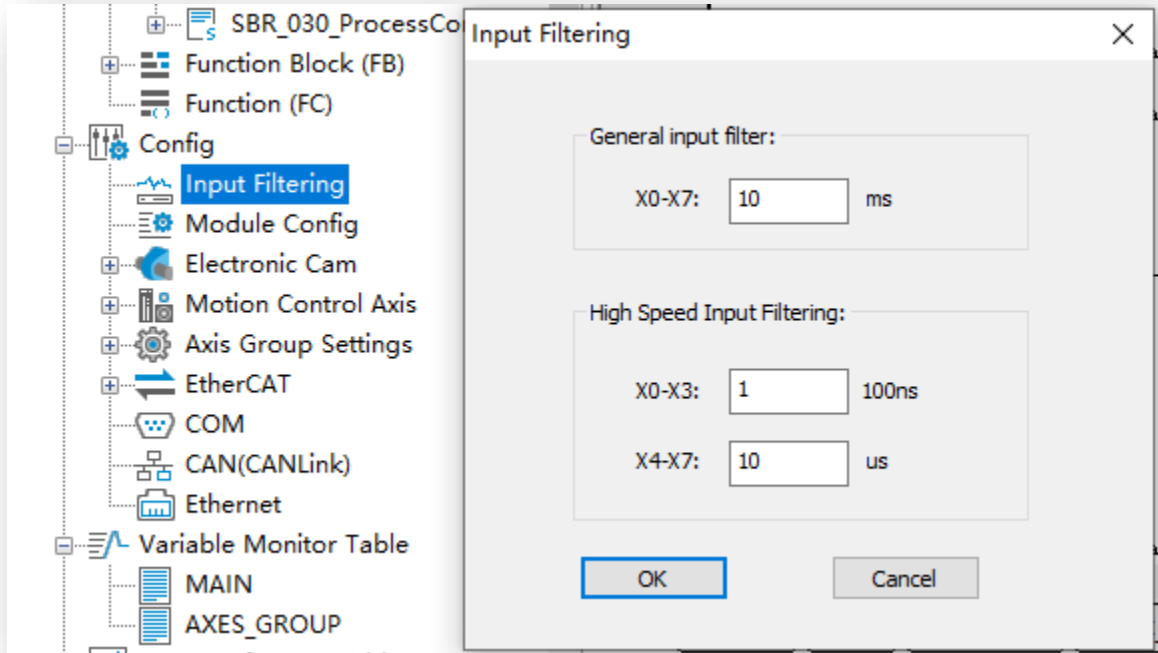 SBR_030_ProcessCo
Function Block (FB)
Function (FC)
Config
Input Filtering
Module Config
Electronic Cam
Motion Control Axis
Axis Group Settings
EtherCAT
COM
CAN(CANLink)
Ethernet
Variable Monitor Table
MAIN
AXES_GROUP
Input Filtering
General input filter:
X0-X7: 10 ms
High Speed Input Filtering:
X0-X3: 1 100ns
X4-X7: 10 us
OK Cancel